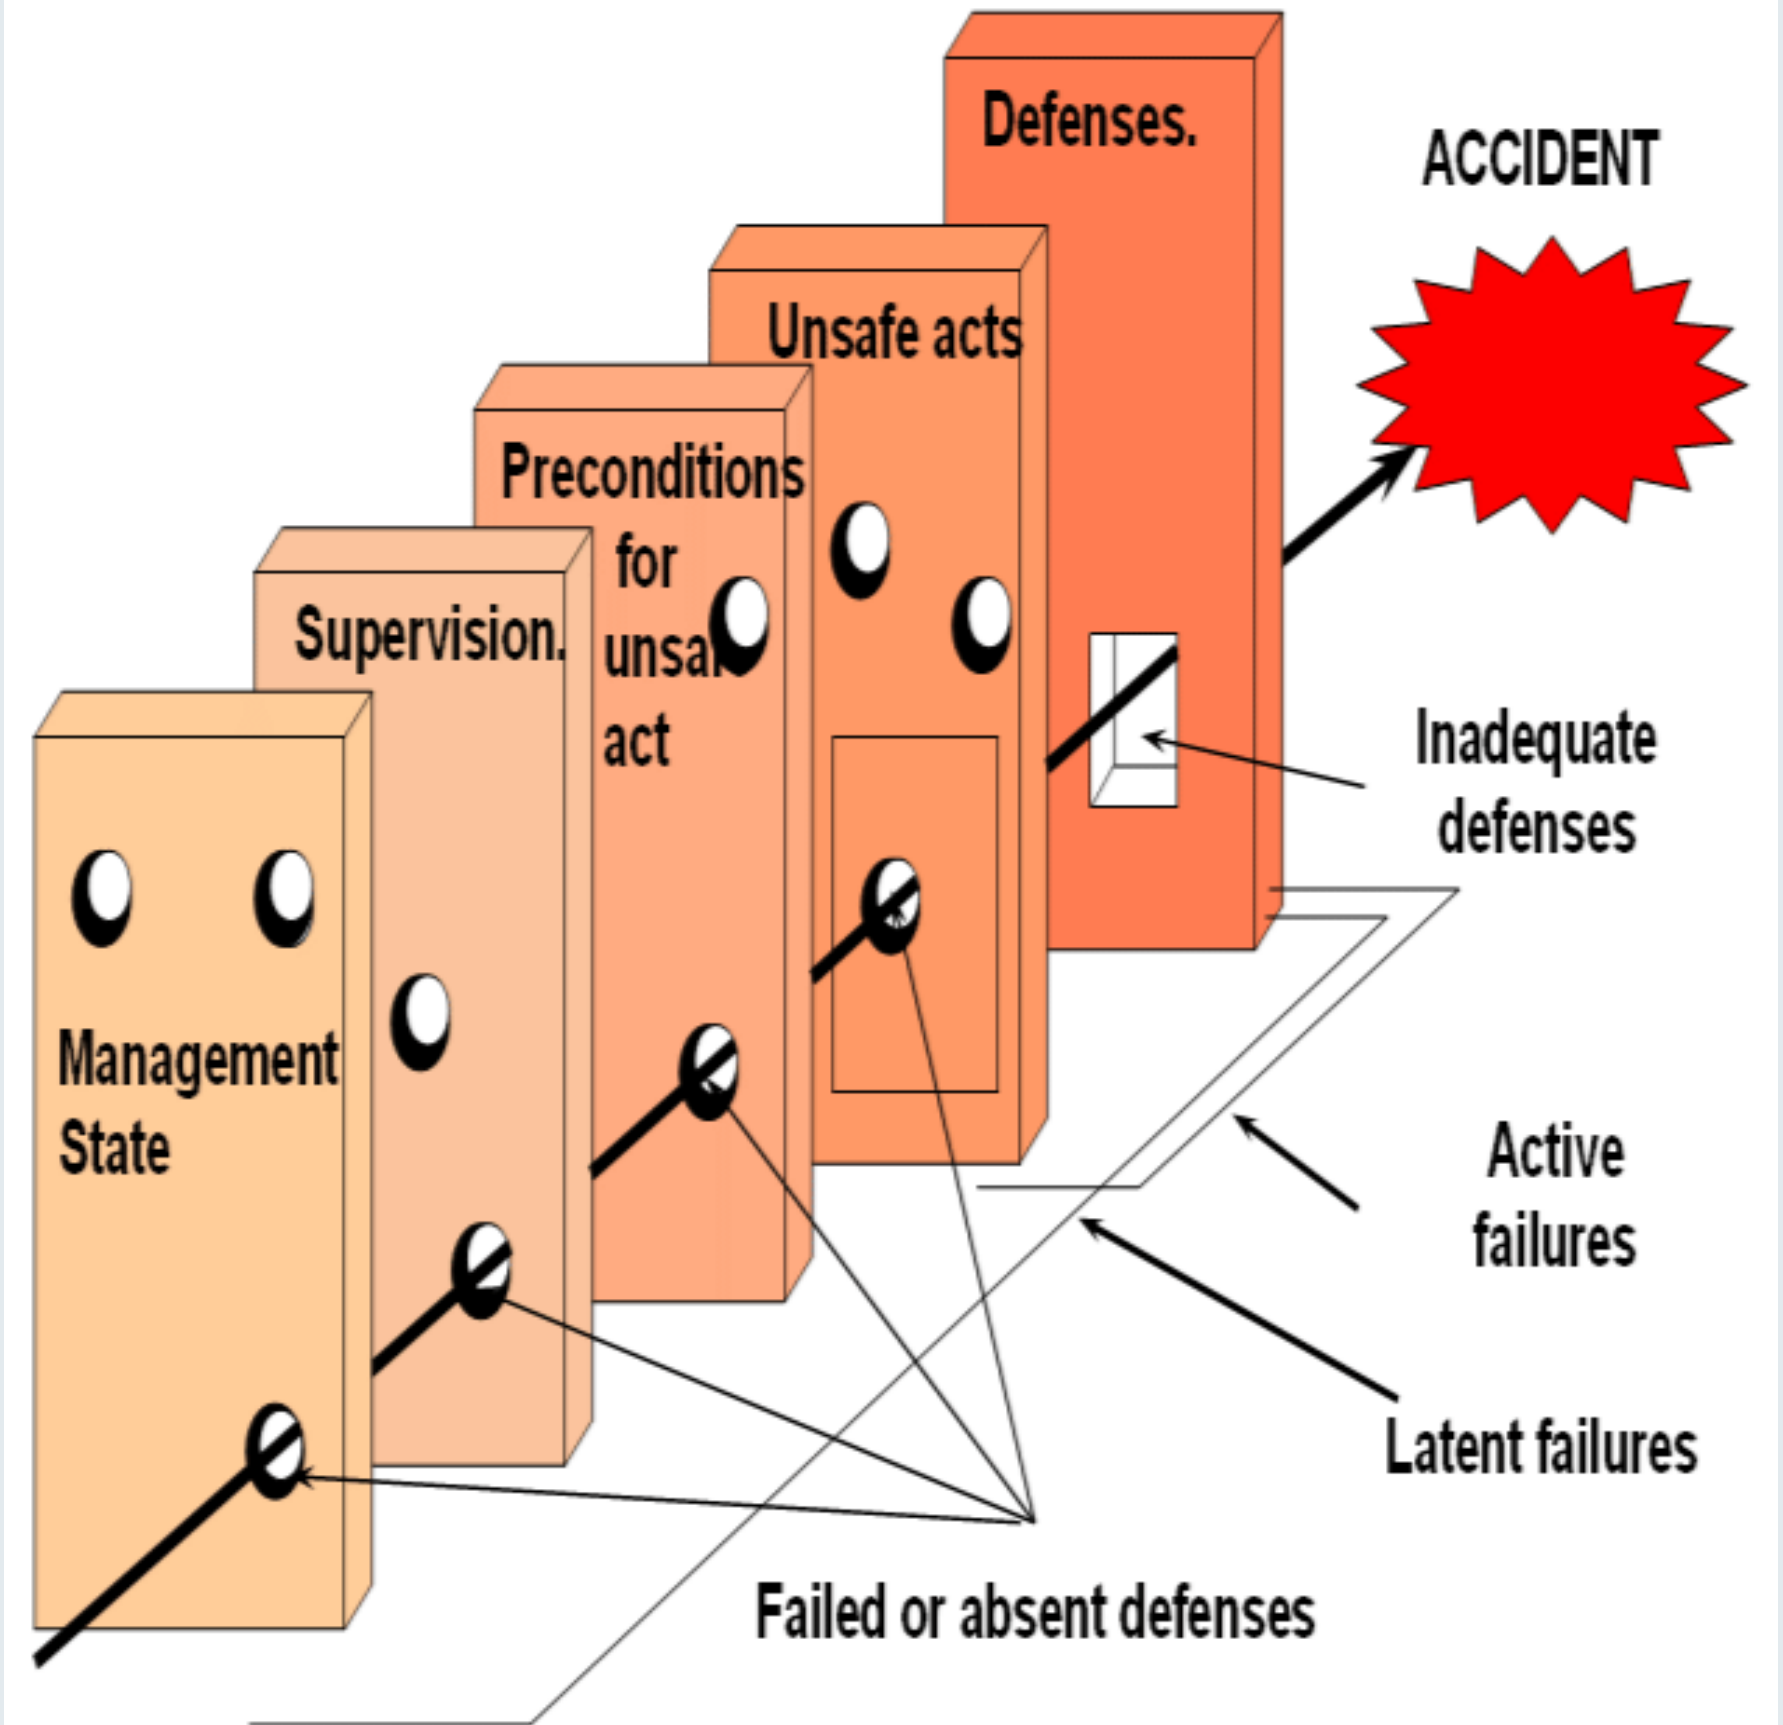 Defenses.
ACCIDENT
Unsafe acts
Preconditions
for
unsa
act
Supervision.
Management
State
Inadequate
defenses
Active
failures
Latent failures
Failed or absent defenses